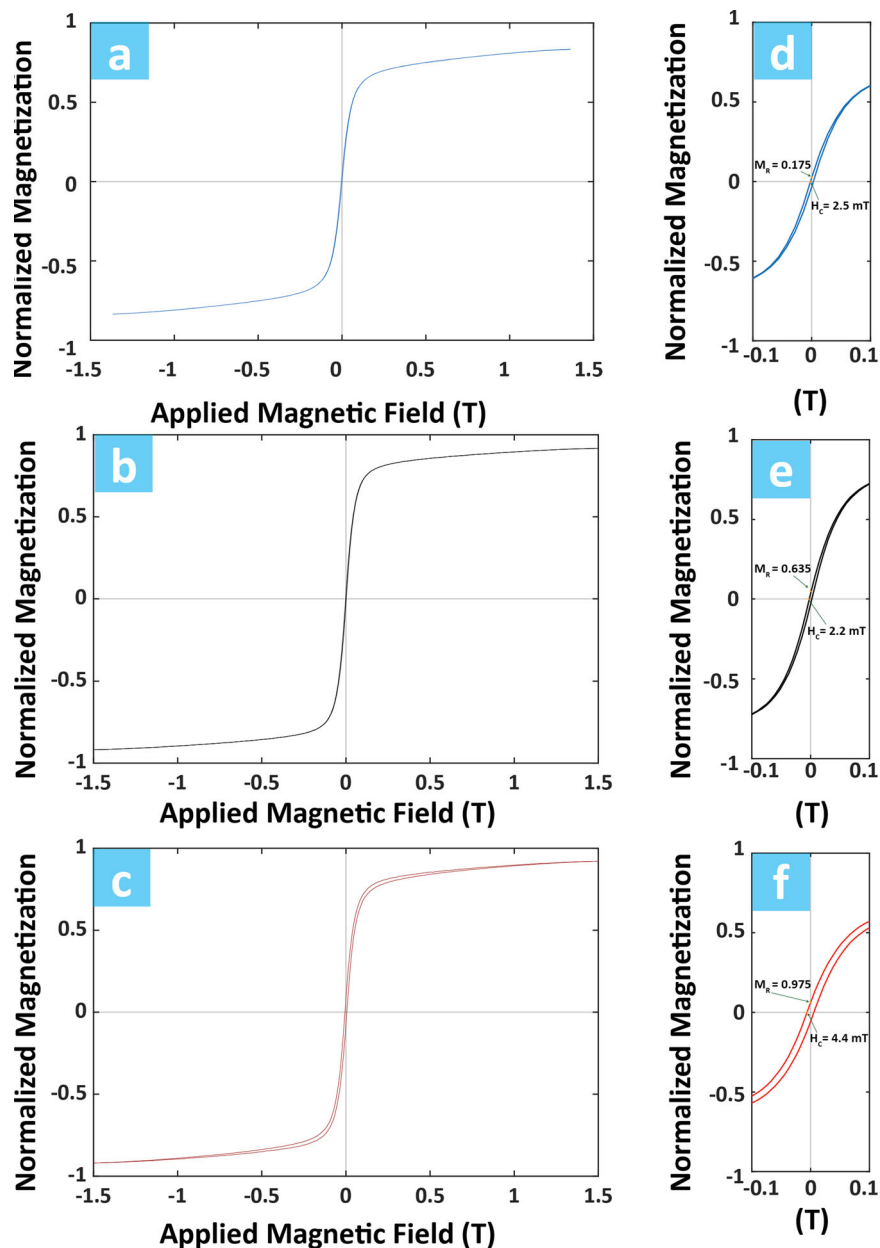 a
Normalized Magnetization
1
0.5
0
-0.5
-1
-1.5
-1
-0.5
0
0.5
1
1.5
Applied Magnetic Field (T)
d
Normalized Magnetization
1
0.5
0
-0.5
-1
M_R = 0.175
H_C = 2.5 mT
-0.1
0
0.1
(T)
b
Normalized Magnetization
1
0.5
0
-0.5
-1
-1.5
-1
-0.5
0
0.5
1
1.5
Applied Magnetic Field (T)
e
Normalized Magnetization
1
0.5
0
-0.5
-1
M_R = 0.635
H_C = 2.2 mT
-0.1
0
0.1
(T)
c
Normalized Magnetization
1
0.5
0
-0.5
-1
-1.5
-1
-0.5
0
0.5
1
1.5
Applied Magnetic Field (T)
f
Normalized Magnetization
1
0.5
0
-0.5
-1
M_R = 0.975
H_C = 4.4 mT
-0.1
0
0.1
(T)